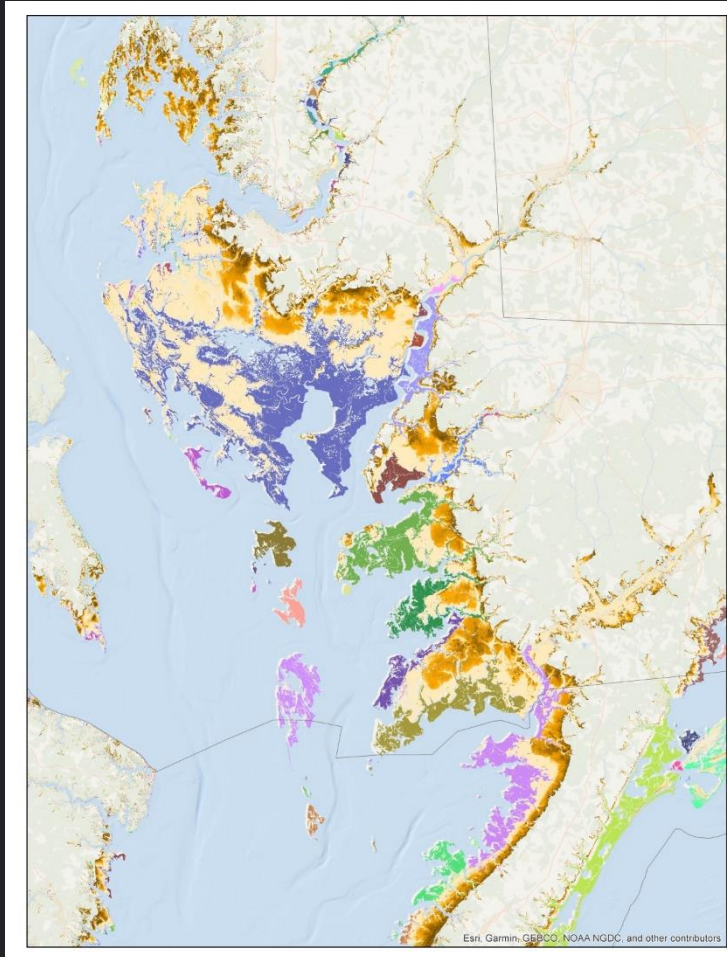 Esri, Garmin, GEBCO, NOAA NGDC, and other contributors